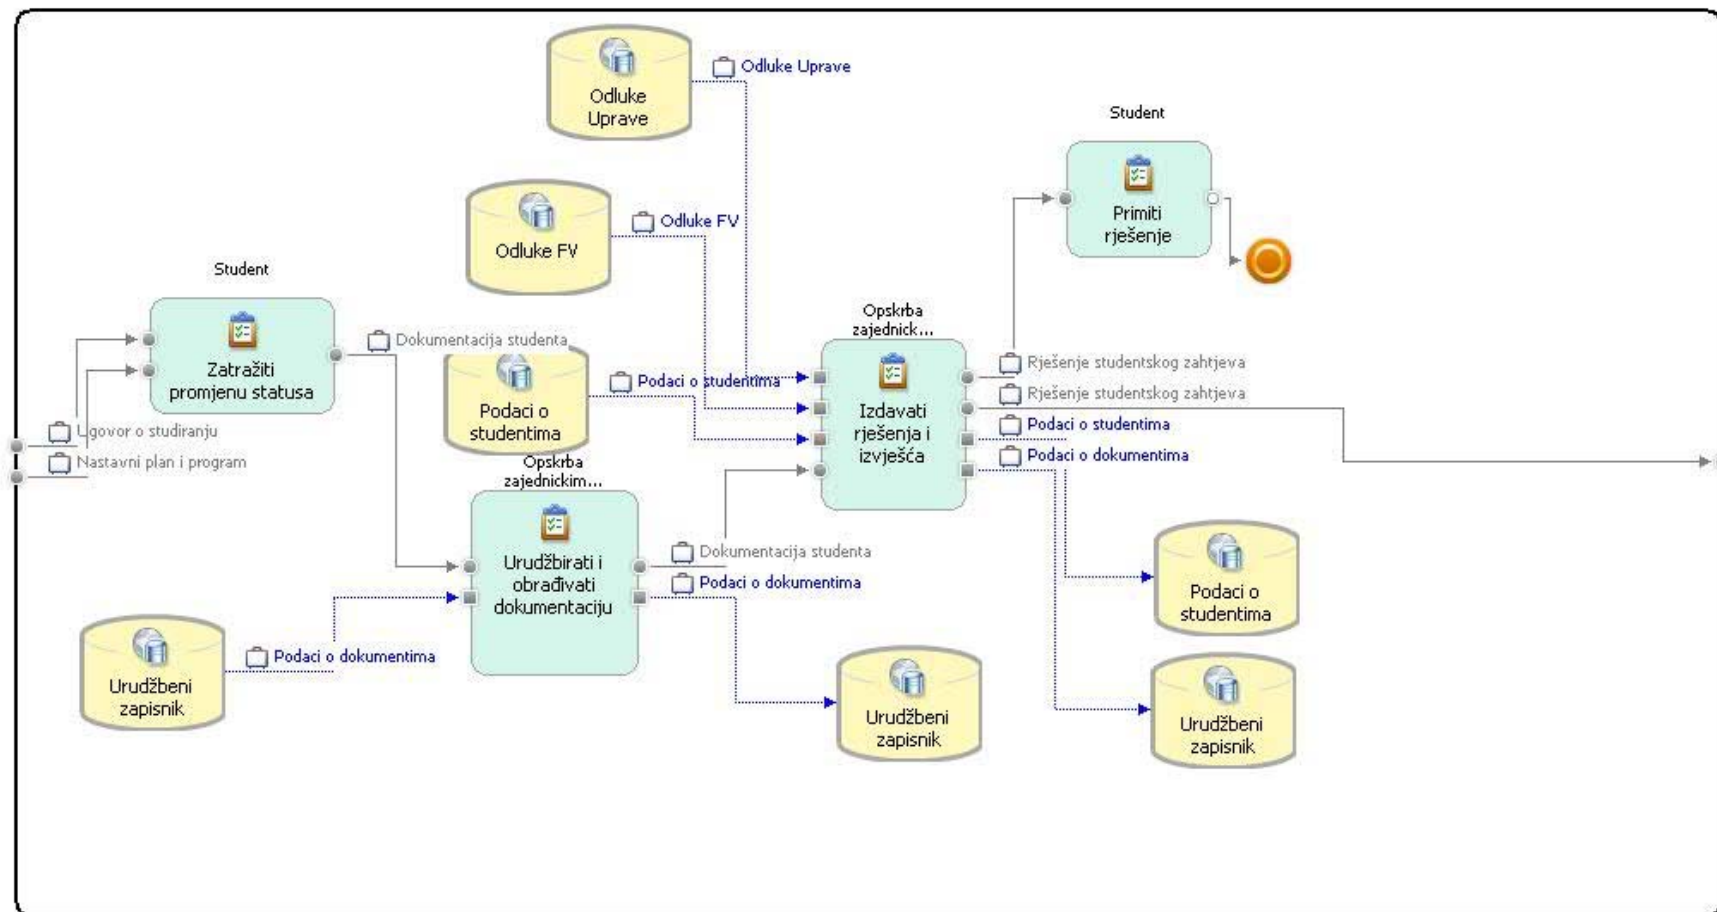 Odluke Uprave
Odluke
Uprave
Student
Odluke FV
Odluke FV
Primiti
rješenje
Student
Opskrba
zajednick...
Dokumentacija studenta
Zatražiti
promjenu statusa
Podaci o studentima
Podaci o
studentima
Rješenje studentskog zahtjeva
Rješenje studentskog zahtjeva
Izdavati
rješenja i
izvješća
Podaci o studentima
Podaci o dokumentima
Ugovor o studiranju
Nastavni plan i program
Opskrba
zajednickim...
Urudžbirati i
obrađivati
dokumentaciju
Dokumentacija studenta
Podaci o dokumentima
Podaci o
studentima
Podaci o dokumentima
Urudžbeni
zapisnik
Urudžbeni
zapisnik
Urudžbeni
zapisnik